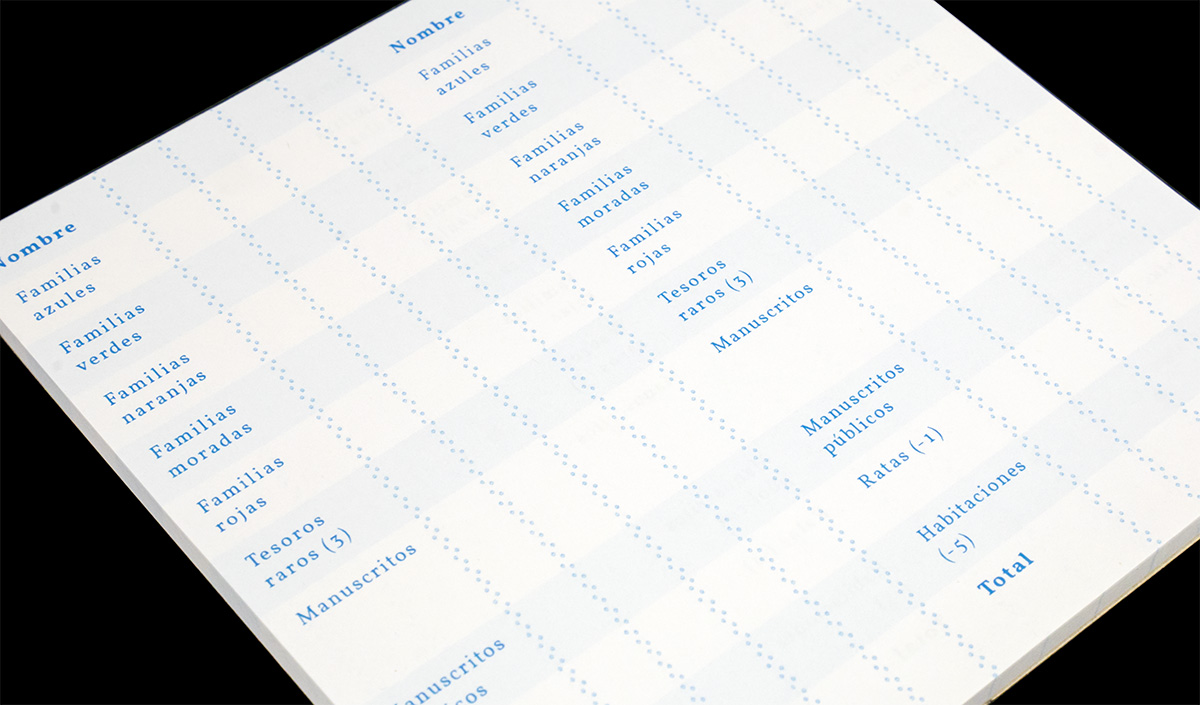 Nombre
Familias
azules
Familias
verdes
Familias
naranjas
Familias
moradas
Familias
rojas
Tesoros
raros (3)
Manuscritos
Manuscritos
Nombre
Familias
azules
Familias
verdes
Familias
naranjas
Familias
moradas
Familias
rojas
Tesoros
raros (3)
Manuscritos
Manuscritos
públicos
Ratas (-1)
Habitaciones
(-5)
Total